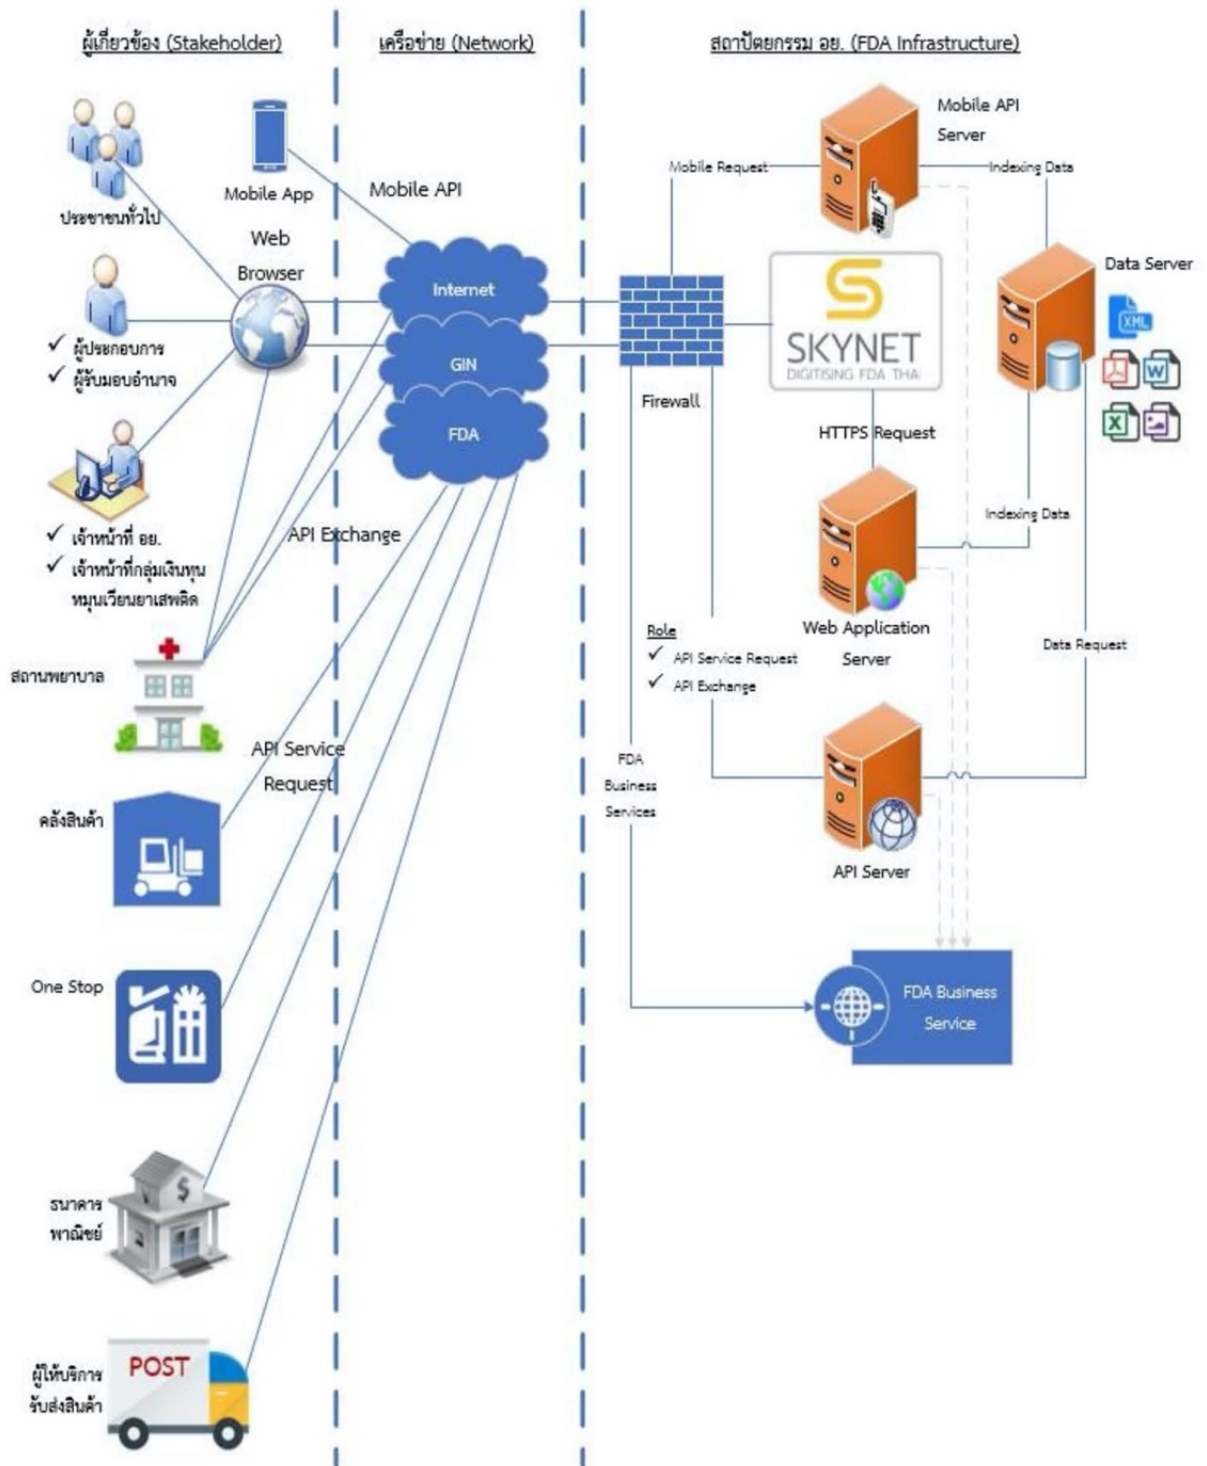 ผู้เกี่ยวข้อง (Stakeholder)
เครือข่าย (Network)
สถาปัตยกรรม อย. (FDA Infrastructure)
ประชาชนทั่วไป
Mobile App
Web
Browser
✓ ผู้ประกอบการ
✓ ผู้รับมอบอำนาจ
✓ เจ้าหน้าที่ อย.
✓ เจ้าหน้าที่กลุ่มเงินทุน
หมุนเวียนยาเสพติด
สถานพยาบาล
คลังสินค้า
One Stop
ธนาคาร
พาณิชย์
$
ผู้ให้บริการ
รับส่งสินค้า
POST
Mobile API
Internet
GIN
FDA
API Exchange
API Service
Request
Mobile API
Server
Mobile Request
Indexing Data
Data Server
XML
W
X
S
SKYNET
DIGITISING FDA THAI
Firewall
HTTPS Request
Indexing Data
Web Application
Server
Role
✓ API Service Request
✓ API Exchange
Data Request
FDA
Business
Services
API Server
FDA Business
Service